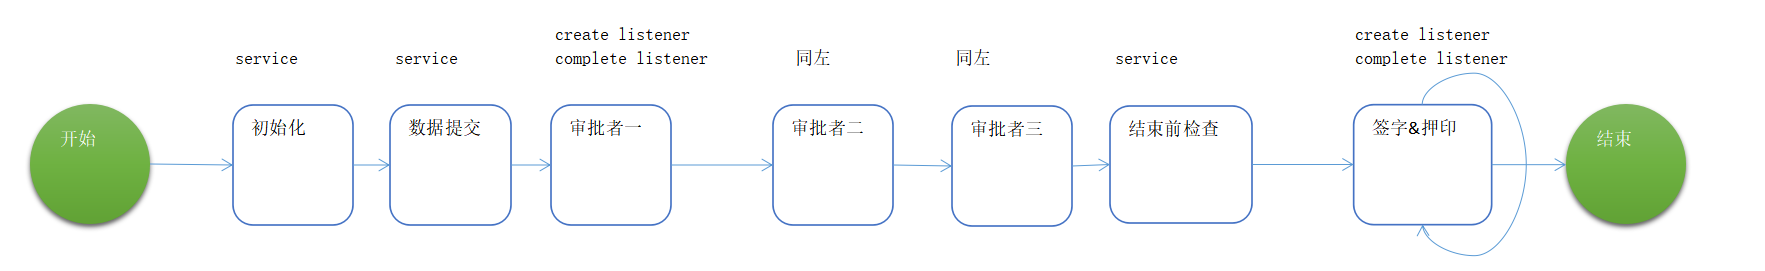 service
service
create listener
complete listener
同左
同左
service
create listener
complete listener
开始
初始化
数据提交
审批者一
审批者二
审批者三
结束前检查
签字&押印
结束